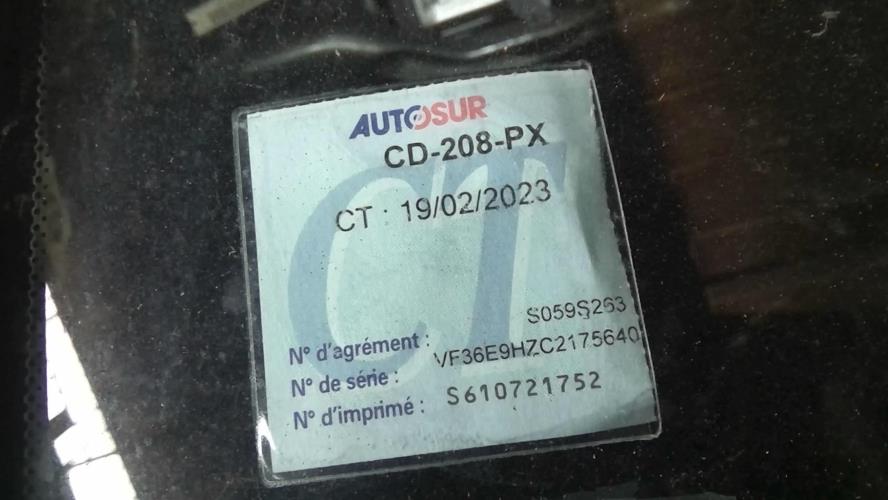 AUTOSUR
CD-208-PX
CT : 19/02/2023
CT
N° d'agrément : S059S263
N° de série : VF36E9HZC2175640
N° d'imprimé : S610721752